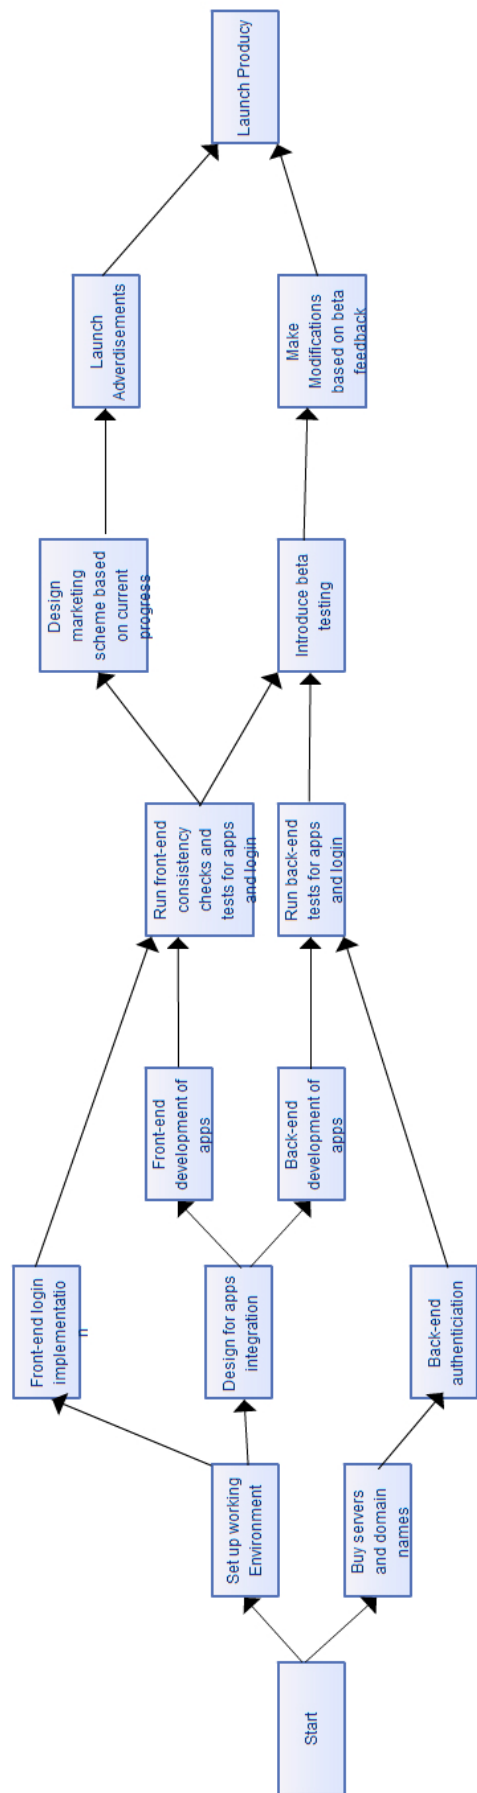 Start
Set up working
Environment
Buy servers
and domain
names
Front-end login
implementatio
n
Design for apps
integration
Back-end
authenticiation
Front-end
development of
apps
Back-end
development of
apps
Run front-end
consistency
checks and
tests for apps
and login
Run back-end
tests for apps
and login
Design
marketing
scheme based
on current
progress
Introduce beta
testing
Launch
Adverdisements
Make
Modifications
based on beta
feedback
Launch Producy